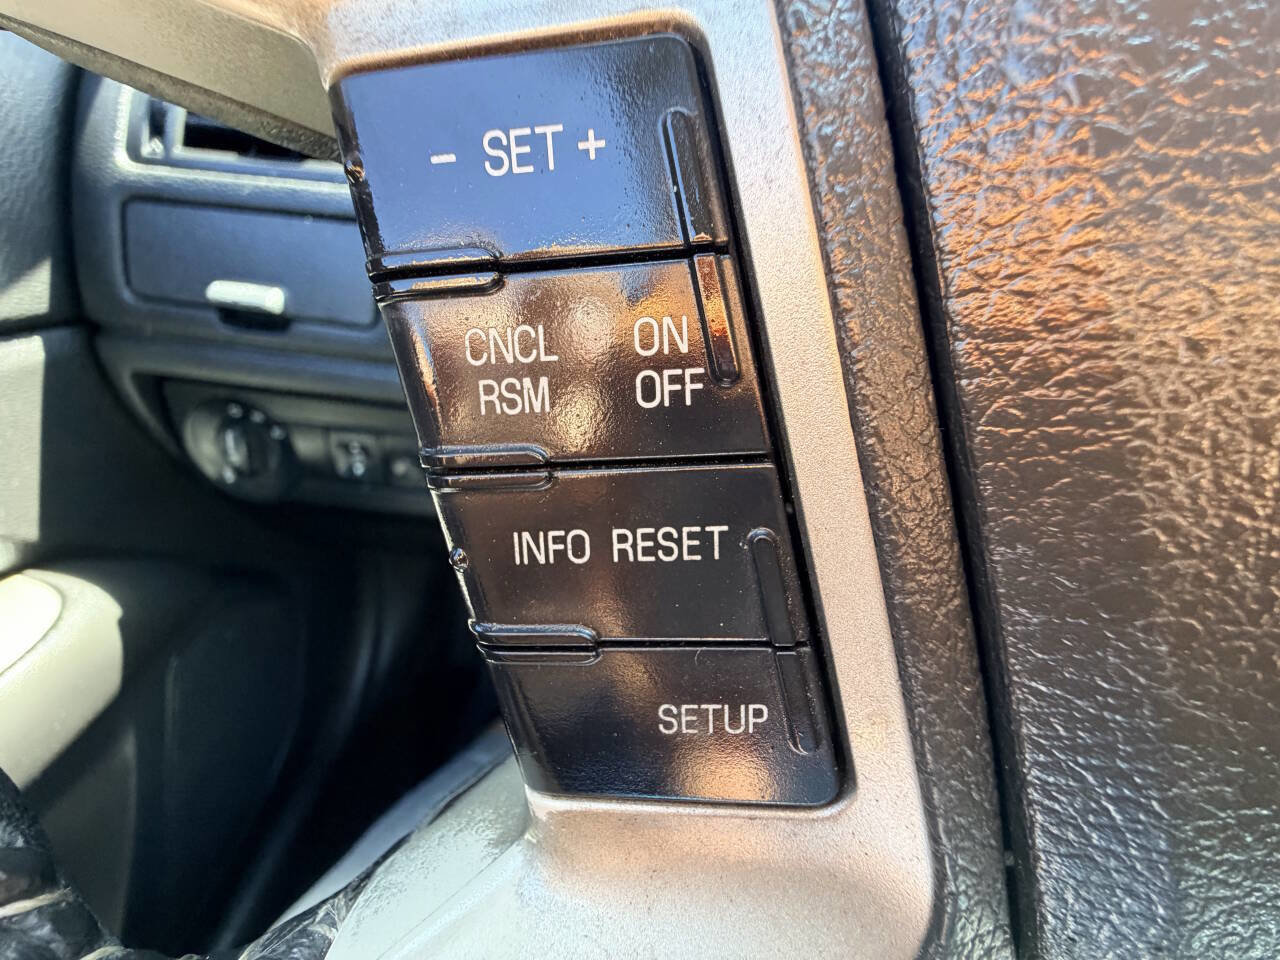 - SET +
CNCL ON
RSM OFF
INFO RESET
SETUP